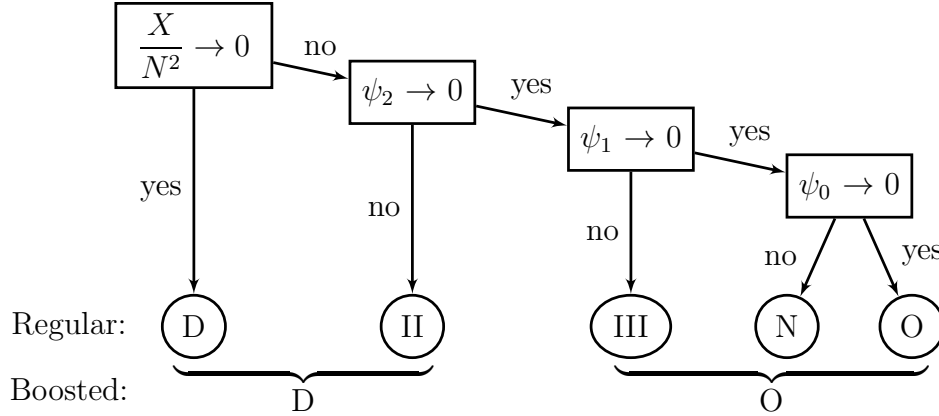 X/N² → 0
no
ψ₂ → 0
yes
ψ₁ → 0
yes
ψ₀ → 0
yes
no
no
no
yes
Regular: D II III N O
Boosted: D O